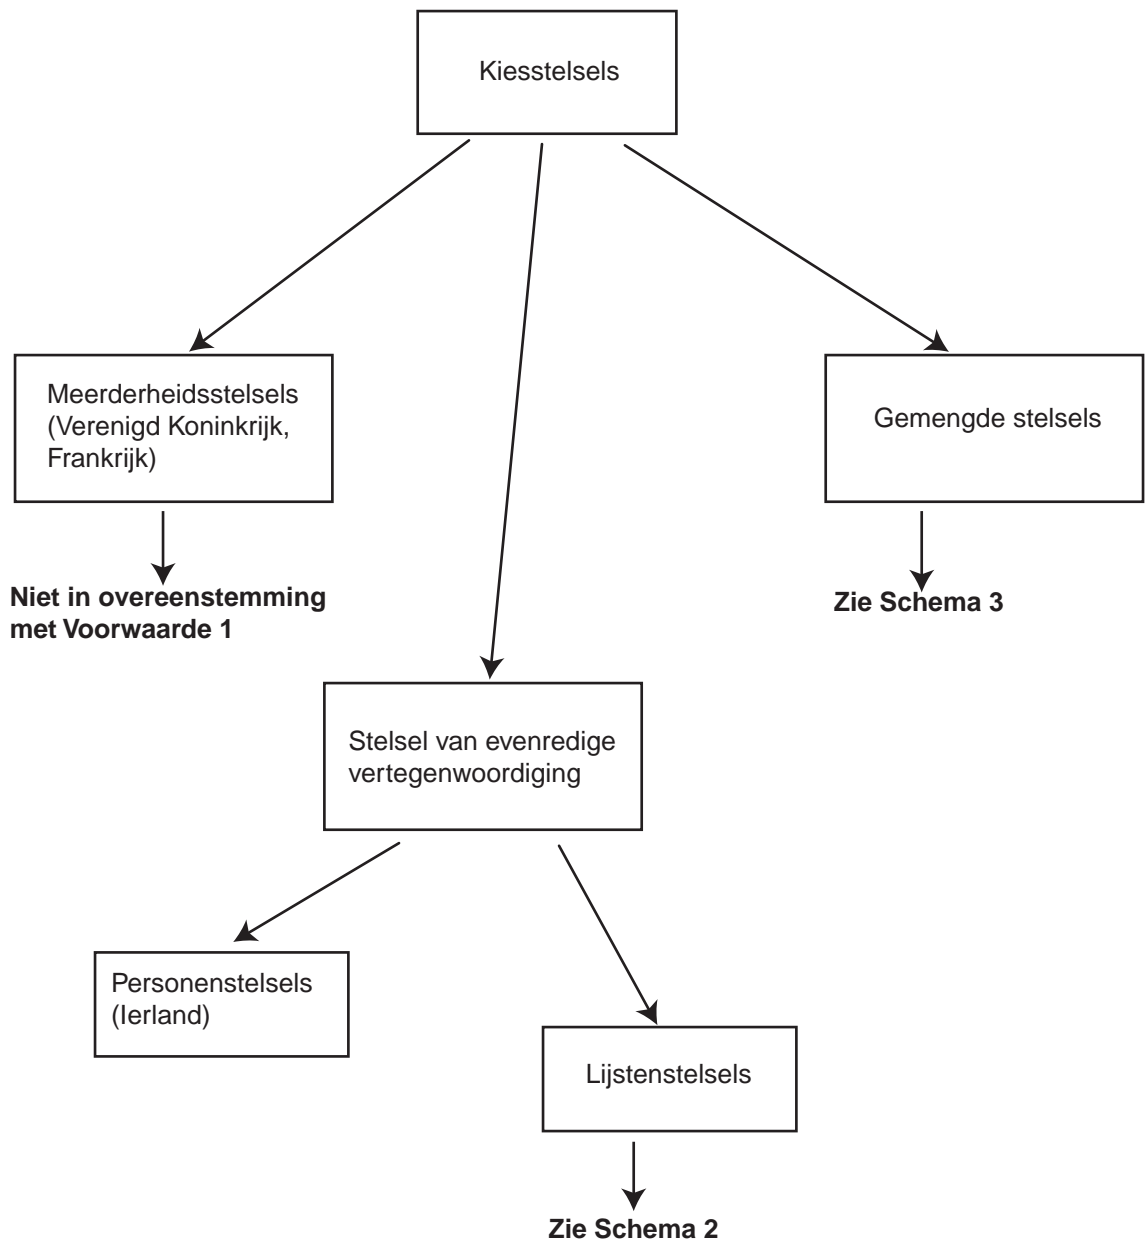 Kiesstelsels
Meerderheidsstelsels
(Verenigd Koninkrijk,
Frankrijk)
Gemengde stelsels
Niet in overeenstemming
met Voorwaarde 1
Zie Schema 3
Stelsel van evenredige
vertegenwoordiging
Personenstelsels
(Ierland)
Lijstenstelsels
Zie Schema 2